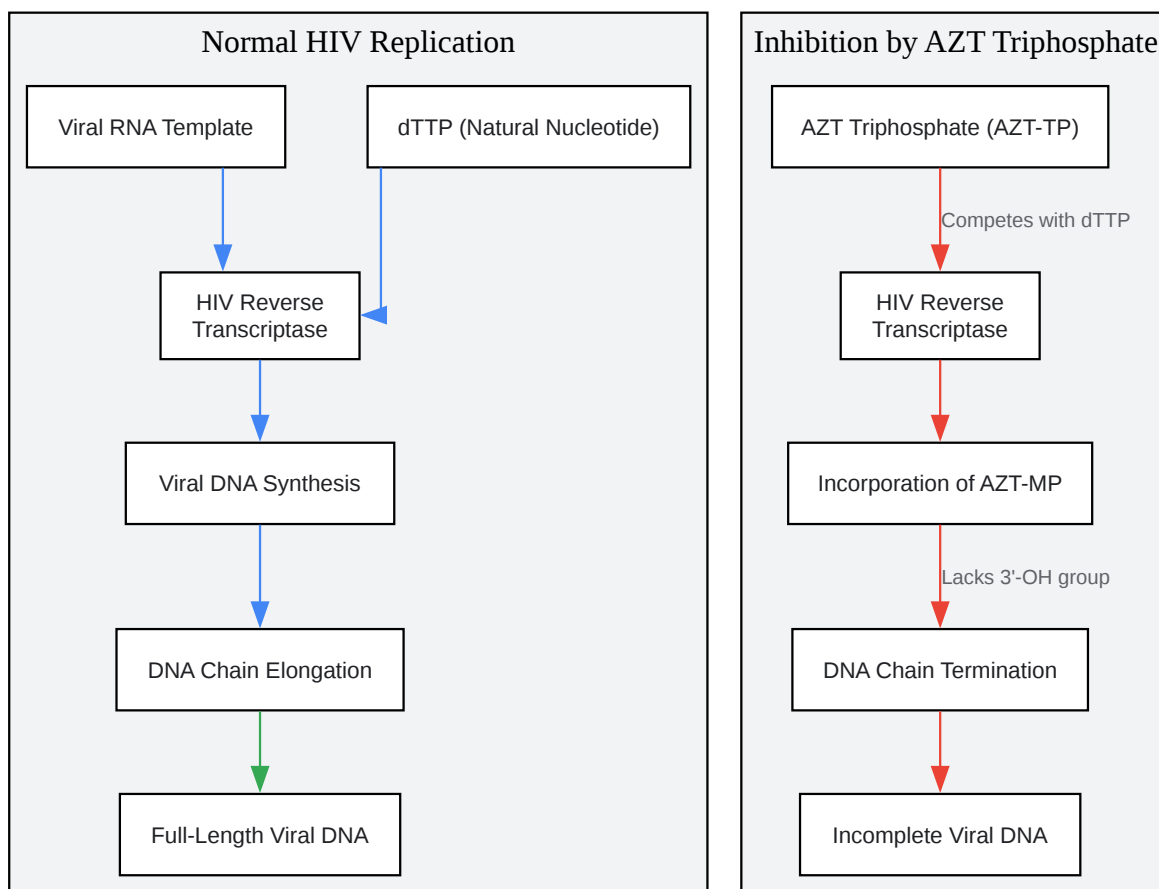 Normal HIV Replication
Viral RNA Template
dTTP (Natural Nucleotide)
HIV Reverse
Transcriptase
Viral DNA Synthesis
DNA Chain Elongation
Full-Length Viral DNA
Inhibition by AZT Triphosphate
AZT Triphosphate (AZT-TP)
Competes with dTTP
HIV Reverse
Transcriptase
Incorporation of AZT-MP
Lacks 3'-OH group
DNA Chain Termination
Incomplete Viral DNA